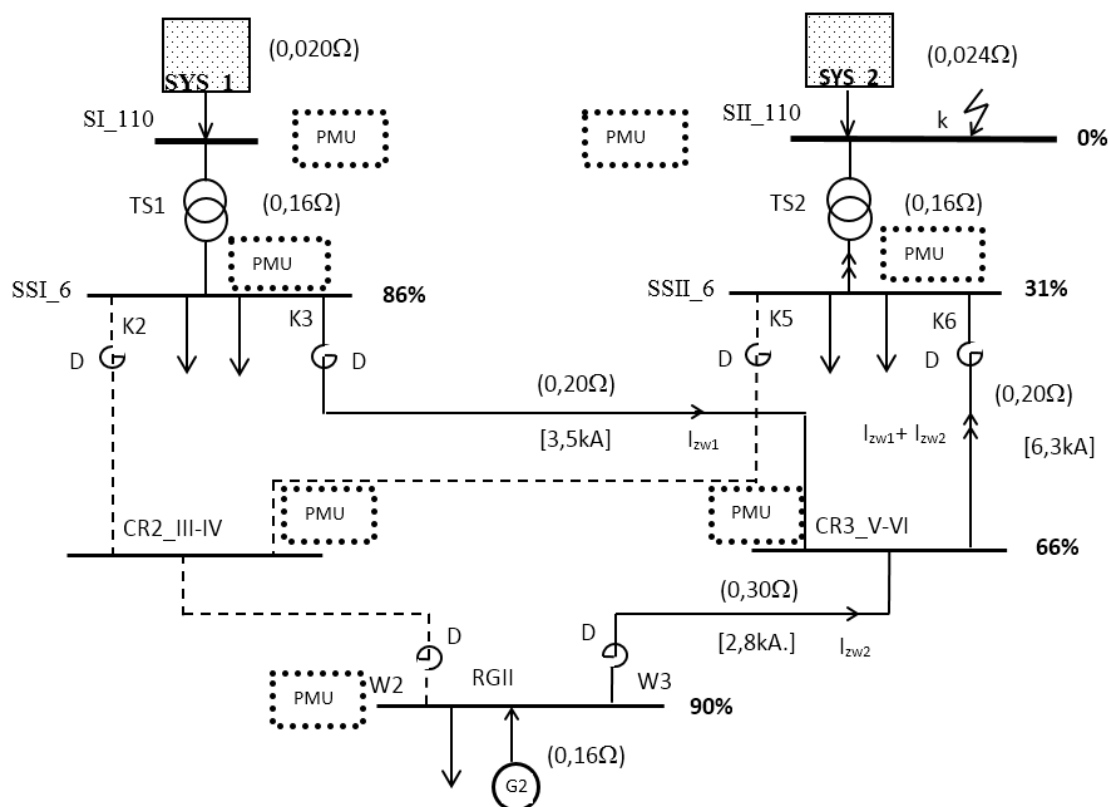 (0,020Ω)
SYS_1
(0,024Ω)
SYS_2
SI_110
PMU
PMU
SII_110
k
0%
TS1
(0,16Ω)
TS2
(0,16Ω)
PMU
PMU
SSI_6
86%
SSII_6
31%
K2
K3
K5
K6
D
D
D
D
(0,20Ω)
(0,20Ω)
[3,5kA]
Izw1
Izw1+ Izw2
[6,3kA]
PMU
PMU
CR2_III-IV
CR3_V-VI
66%
(0,30Ω)
D
D
[2,8kA.]
Izw2
PMU
W2
RGII
W3
90%
(0,16Ω)
G2